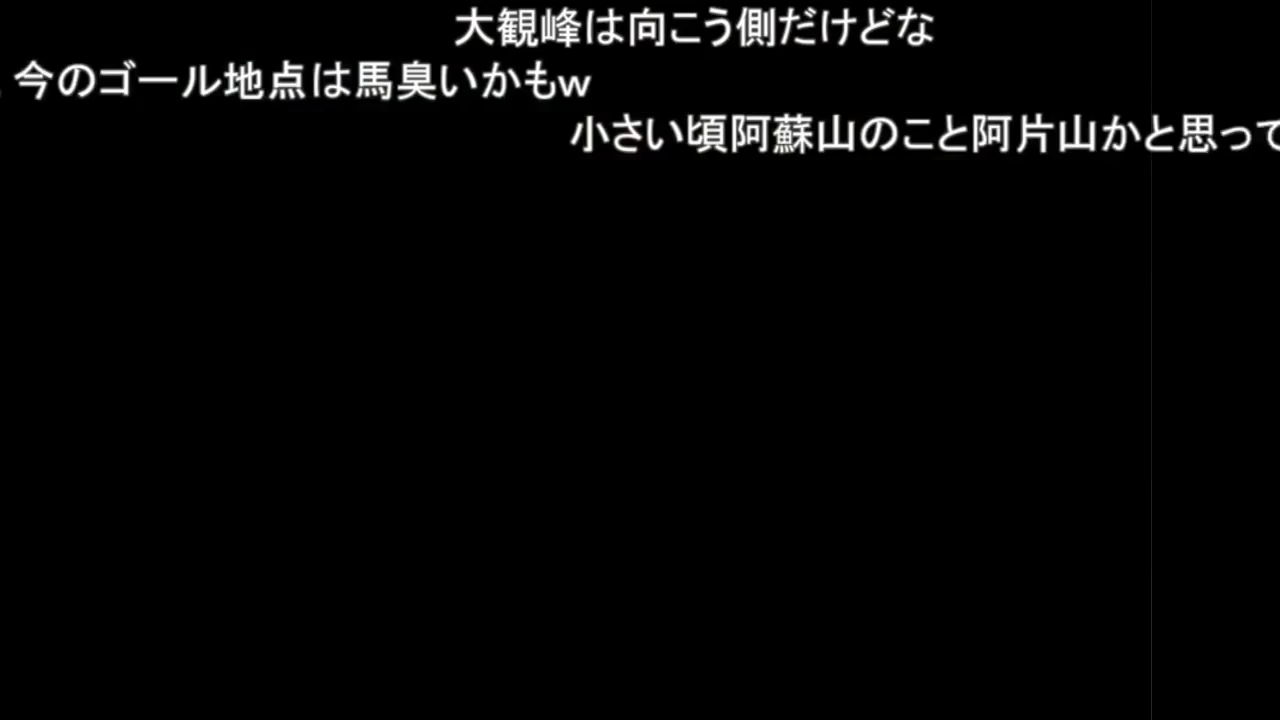 大観峰は向こう側だけどな
今のゴール地点は馬臭いかもw
小さい頃阿蘇山のこと阿片山かと思って